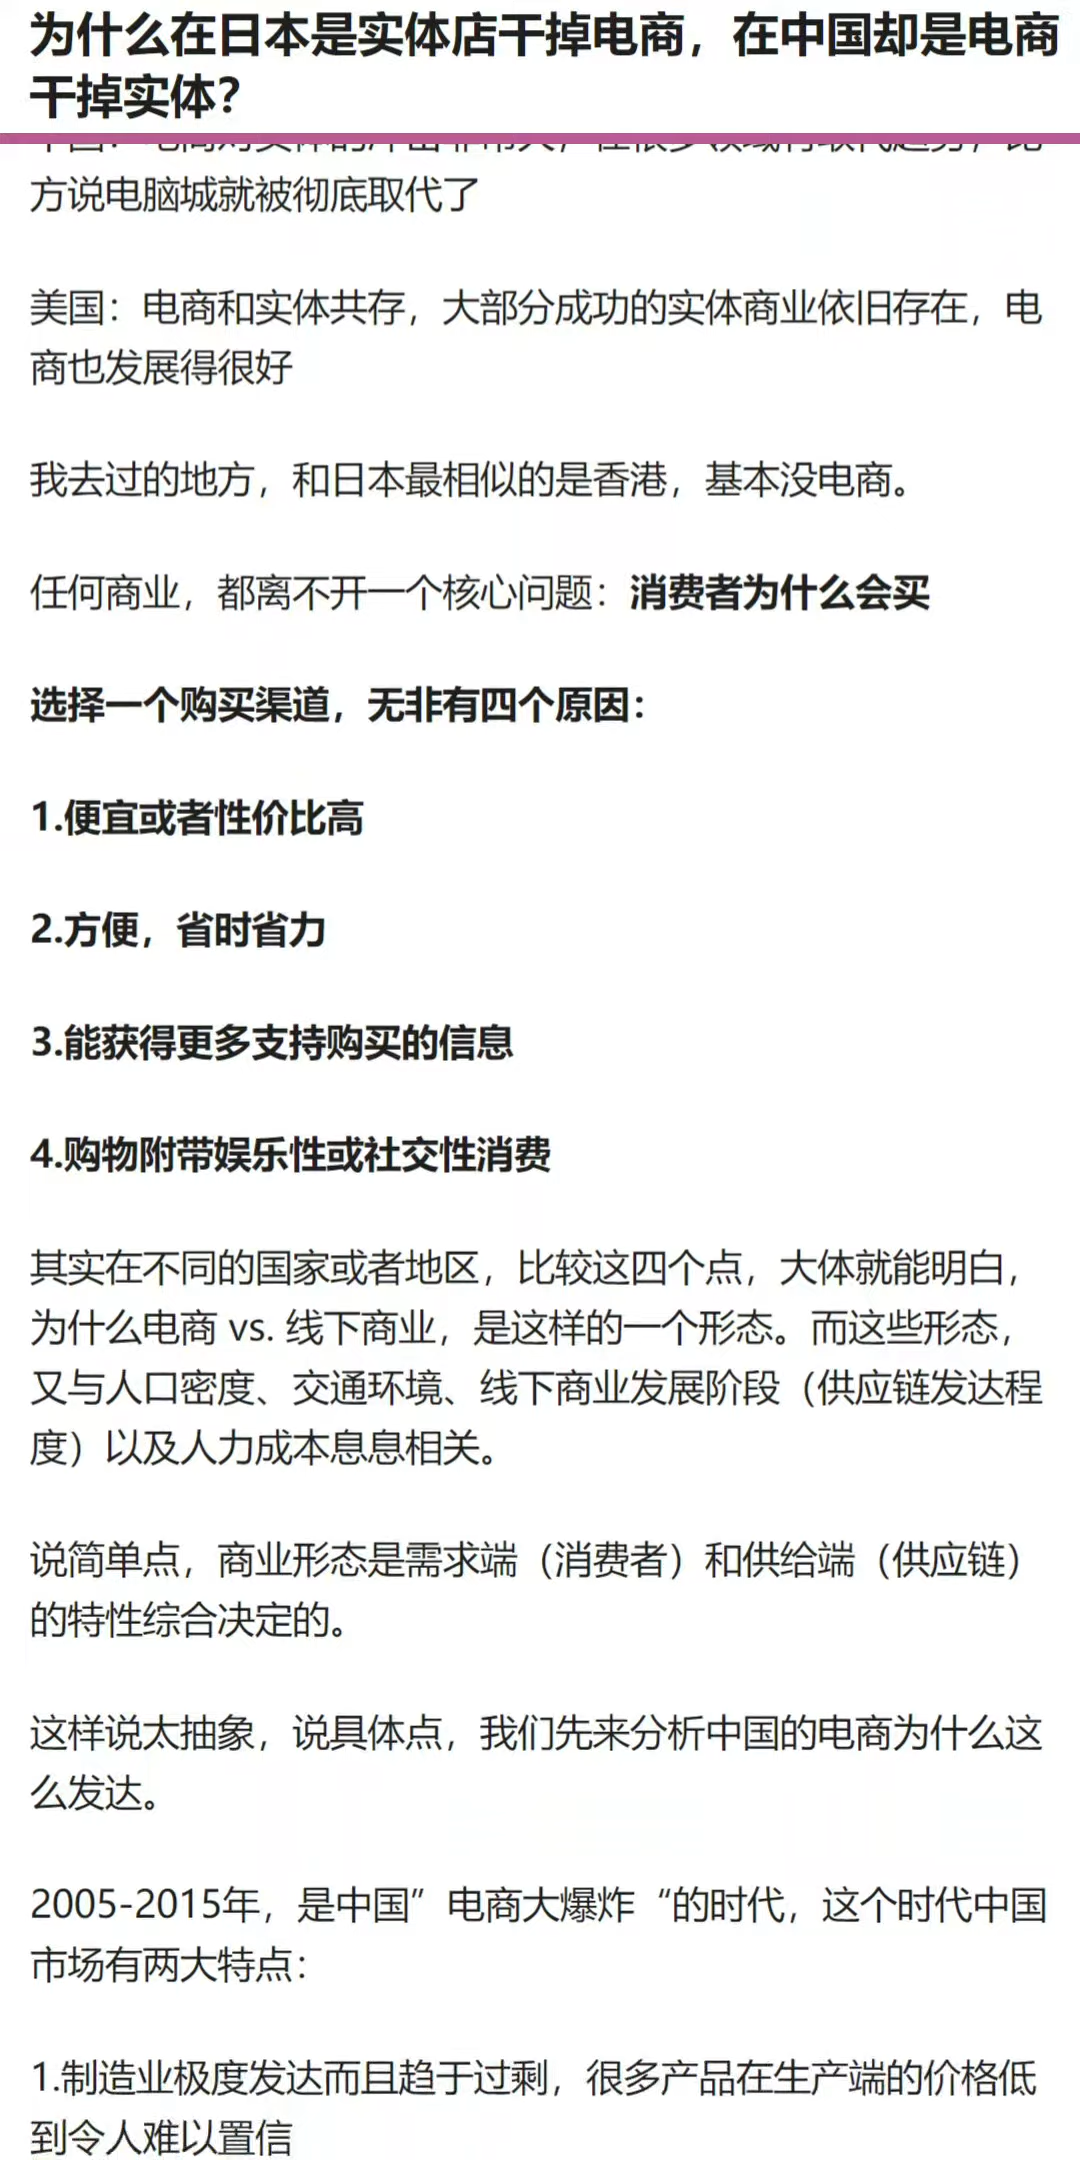 为什么在日本是实体店干掉电商，在中国却是电商
干掉实体？
方说电脑城就被彻底取代了
美国：电商和实体共存，大部分成功的实体商业依旧存在，电
商也发展得很好
我去过的地方，和日本最相似的是香港，基本没电商。
任何商业，都离不开一个核心问题：消费者为什么会买
选择一个购买渠道，无非有四个原因：
1.便宜或者性价比高
2.方便，省时省力
3.能获得更多支持购买的信息
4.购物附带娱乐性或社交性消费
其实在不同的国家或者地区，比较这四个点，大体就能明白，
为什么电商 vs. 线下商业，是这样的一个形态。而这些形态，
又与人口密度、交通环境、线下商业发展阶段（供应链发达程
度）以及人力成本息息相关。
说简单点，商业形态是需求端（消费者）和供给端（供应链）
的特性综合决定的。
这样说太抽象，说具体点，我们先来分析中国的电商为什么这
么发达。
2005-2015年，是中国”电商大爆炸“的时代，这个时代中国
市场有两大特点：
1.制造业极度发达而且趋于过剩，很多产品在生产端的价格低
到令人难以置信